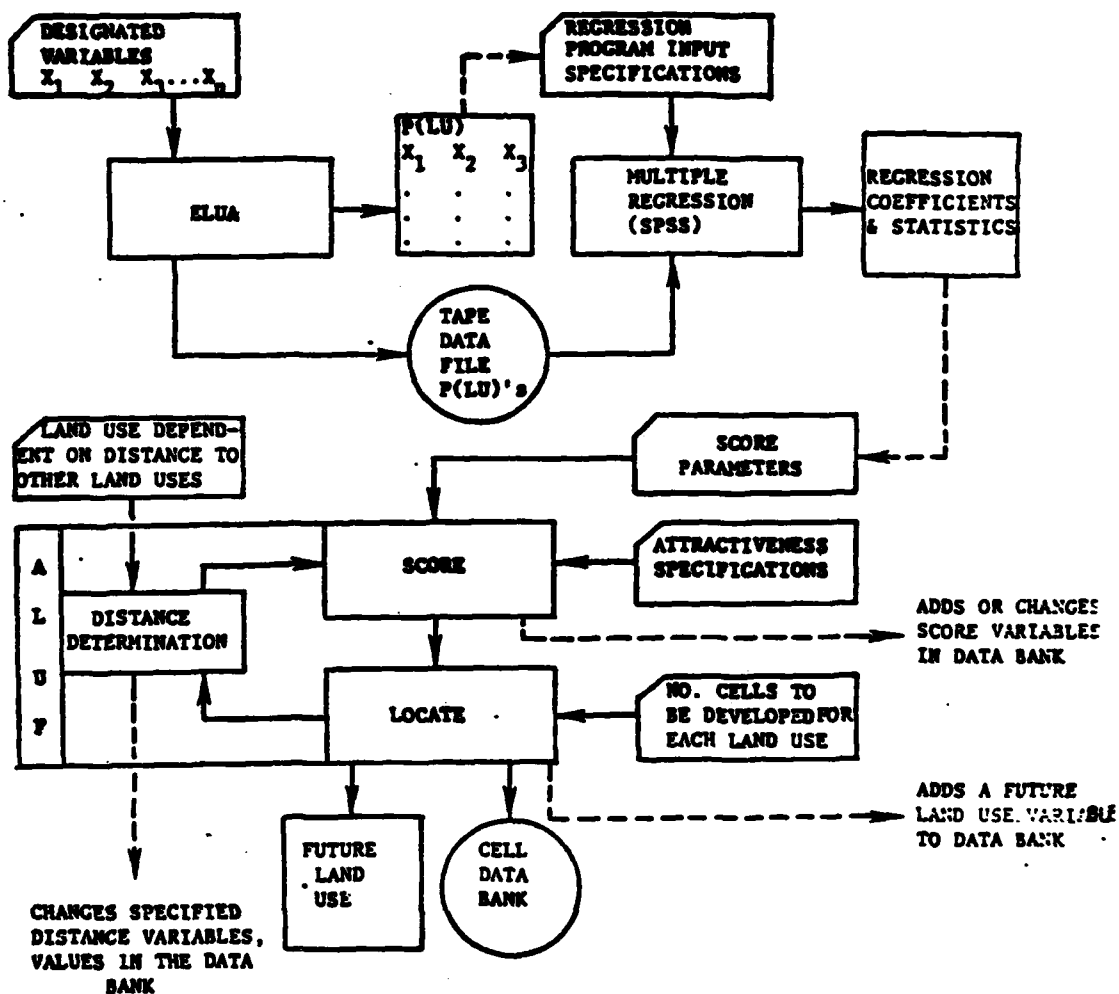 DESIGNATED
VARIABLES
X1 X2 X3...Xn
REGRESSION
PROGRAM INPUT
SPECIFICATIONS
P(LU)
X1 X2 X3
. . .
. . .
. . .
ELUA
MULTIPLE
REGRESSION
(SPSS)
REGRESSION
COEFFICIENTS
& STATISTICS
TAPE
DATA
FILE
P(LU)'s
LAND USE DEPEND-
ENT ON DISTANCE TO
OTHER LAND USES
SCORE
PARAMETERS
A
L
U
F
SCORE
ATTRACTIVENESS
SPECIFICATIONS
DISTANCE
DETERMINATION
ADDS OR CHANGES
SCORE VARIABLES
IN DATA BANK
LOCATE
NO. CELLS TO
BE DEVELOPED FOR
EACH LAND USE
ADDS A FUTURE
LAND USE VARIABLE
TO DATA BANK
FUTURE
LAND
USE
CELL
DATA
BANK
CHANGES SPECIFIED
DISTANCE VARIABLES,
VALUES IN THE DATA
BANK